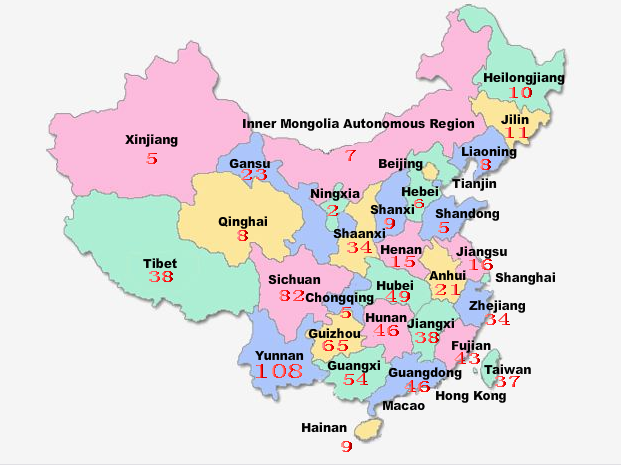 Heilongjiang
10
Jilin
11
Inner Mongolia Autonomous Region
7
Xinjiang
5
Liaoning
8
Beijing
Gansu
23
Tianjin
Hebei
6
Ningxia
2
Shanxi
9
Shandong
5
Qinghai
8
Shaanxi
34
Henan
15
Jiangsu
16
Tibet
38
Anhui
21
Shanghai
Sichuan
82
Hubei
49
Chongqing
5
Zhejiang
34
Hunan
46
Jiangxi
38
Guizhou
65
Fujian
43
Yunnan
108
Guangxi
54
Guangdong
46
Taiwan
37
Hong Kong
Macao
Hainan
9